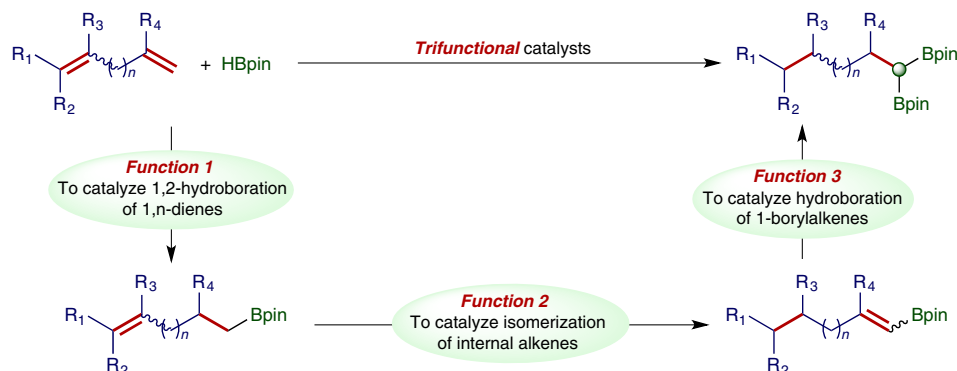 R3 R4
R1
R2
n
+ HBpin
Trifunctional catalysts
R3 R4
R1
R2
n
Bpin
Bpin
Function 1
To catalyze 1,2-hydroboration
of 1,n-dienes
Function 3
To catalyze hydroboration
of 1-borylalkenes
R3 R4
R1
R2
n
Bpin
Function 2
To catalyze isomerization
of internal alkenes
R3 R4
R1
R2
n
Bpin